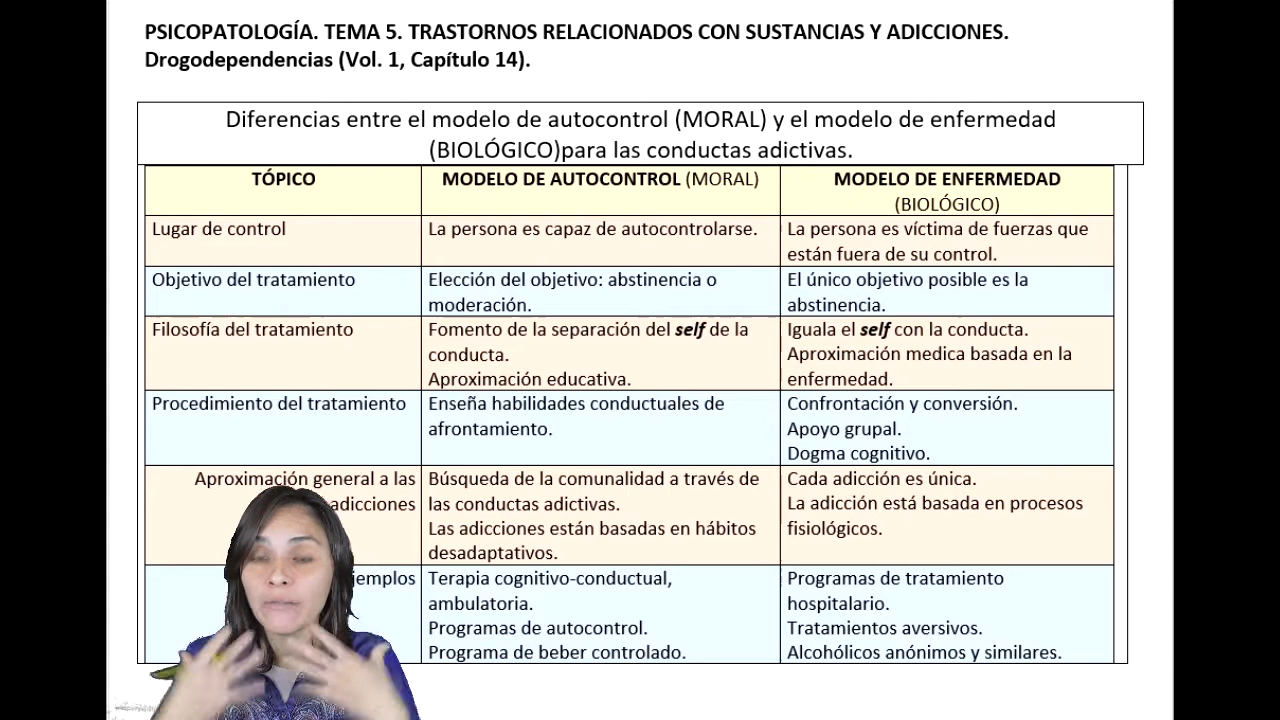 PSICOPATOLOGÍA. TEMA 5. TRASTORNOS RELACIONADOS CON SUSTANCIAS Y ADICCIONES.
Drogodependencias (Vol. 1, Capítulo 14).
Diferencias entre el modelo de autocontrol (MORAL) y el modelo de enfermedad
(BIOLÓGICO)para las conductas adictivas.
TÓPICO
MODELO DE AUTOCONTROL (MORAL)
MODELO DE ENFERMEDAD
(BIOLÓGICO)
Lugar de control
La persona es capaz de autocontrolarse.
La persona es víctima de fuerzas que
están fuera de su control.
Objetivo del tratamiento
Elección del objetivo: abstinencia o
moderación.
El único objetivo posible es la
abstinencia.
Filosofía del tratamiento
Fomento de la separación del self de la
conducta.
Aproximación educativa.
Iguala el self con la conducta.
Aproximación medica basada en la
enfermedad.
Procedimiento del tratamiento
Enseña habilidades conductuales de
afrontamiento.
Confrontación y conversión.
Apoyo grupal.
Dogma cognitivo.
Aproximación general a las
adicciones
Búsqueda de la comunalidad a través de
las conductas adictivas.
Las adicciones están basadas en hábitos
desadaptativos.
Cada adicción es única.
La adicción está basada en procesos
fisiológicos.
Terapia cognitivo-conductual,
ambulatoria.
Programas de autocontrol.
Programa de beber controlado.
Programas de tratamiento
hospitalario.
Tratamientos aversivos.
Alcohólicos anónimos y similares.